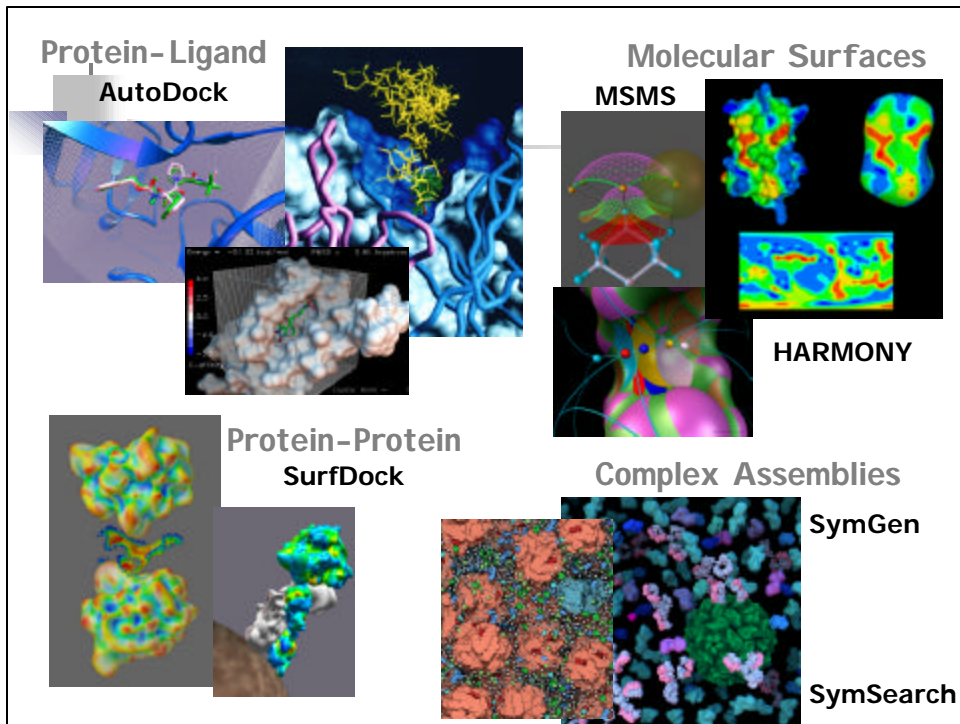 Protein-Ligand
AutoDock
Molecular Surfaces
MSMS
HARMONY
Protein-Protein
SurfDock
Complex Assemblies
SymGen
SymSearch